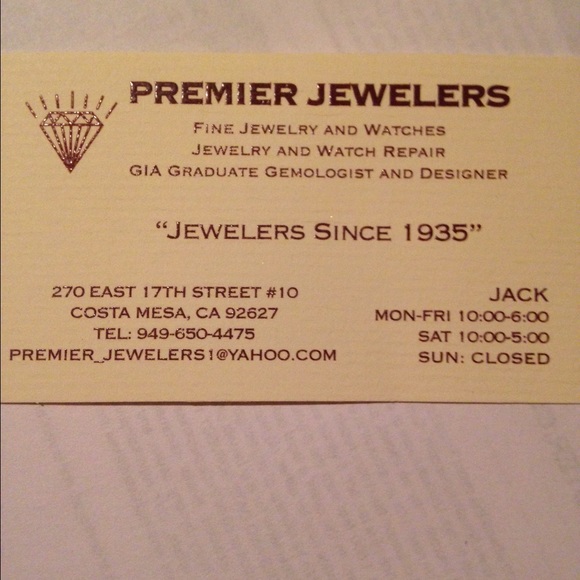 PREMIER JEWELERS
FINE JEWELRY AND WATCHES
JEWELRY AND WATCH REPAIR
GIA GRADUATE GEMOLOGIST AND DESIGNER
“JEWELERS SINCE 1935”
270 EAST 17TH STREET #10
COSTA MESA, CA 92627
TEL: 949-650-4475
PREMIER_JEWELERS1@YAHOO.COM
JACK
MON-FRI 10:00-6:00
SAT 10:00-5:00
SUN: CLOSED